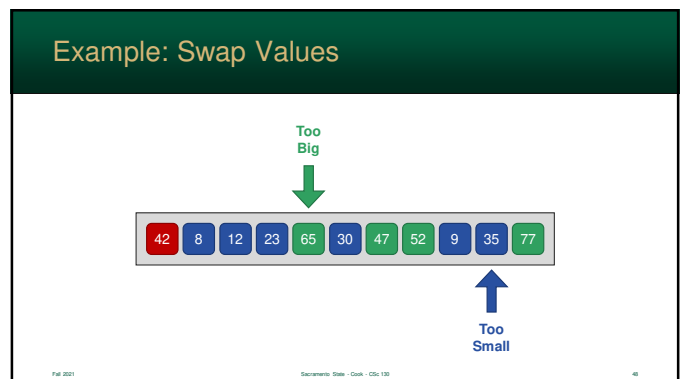 Example: Swap Values
Too
Big
42 8 12 23 65 30 47 52 9 35 77
Too
Small
Fall 2021 Sacramento State - Cook - CSc 130 48